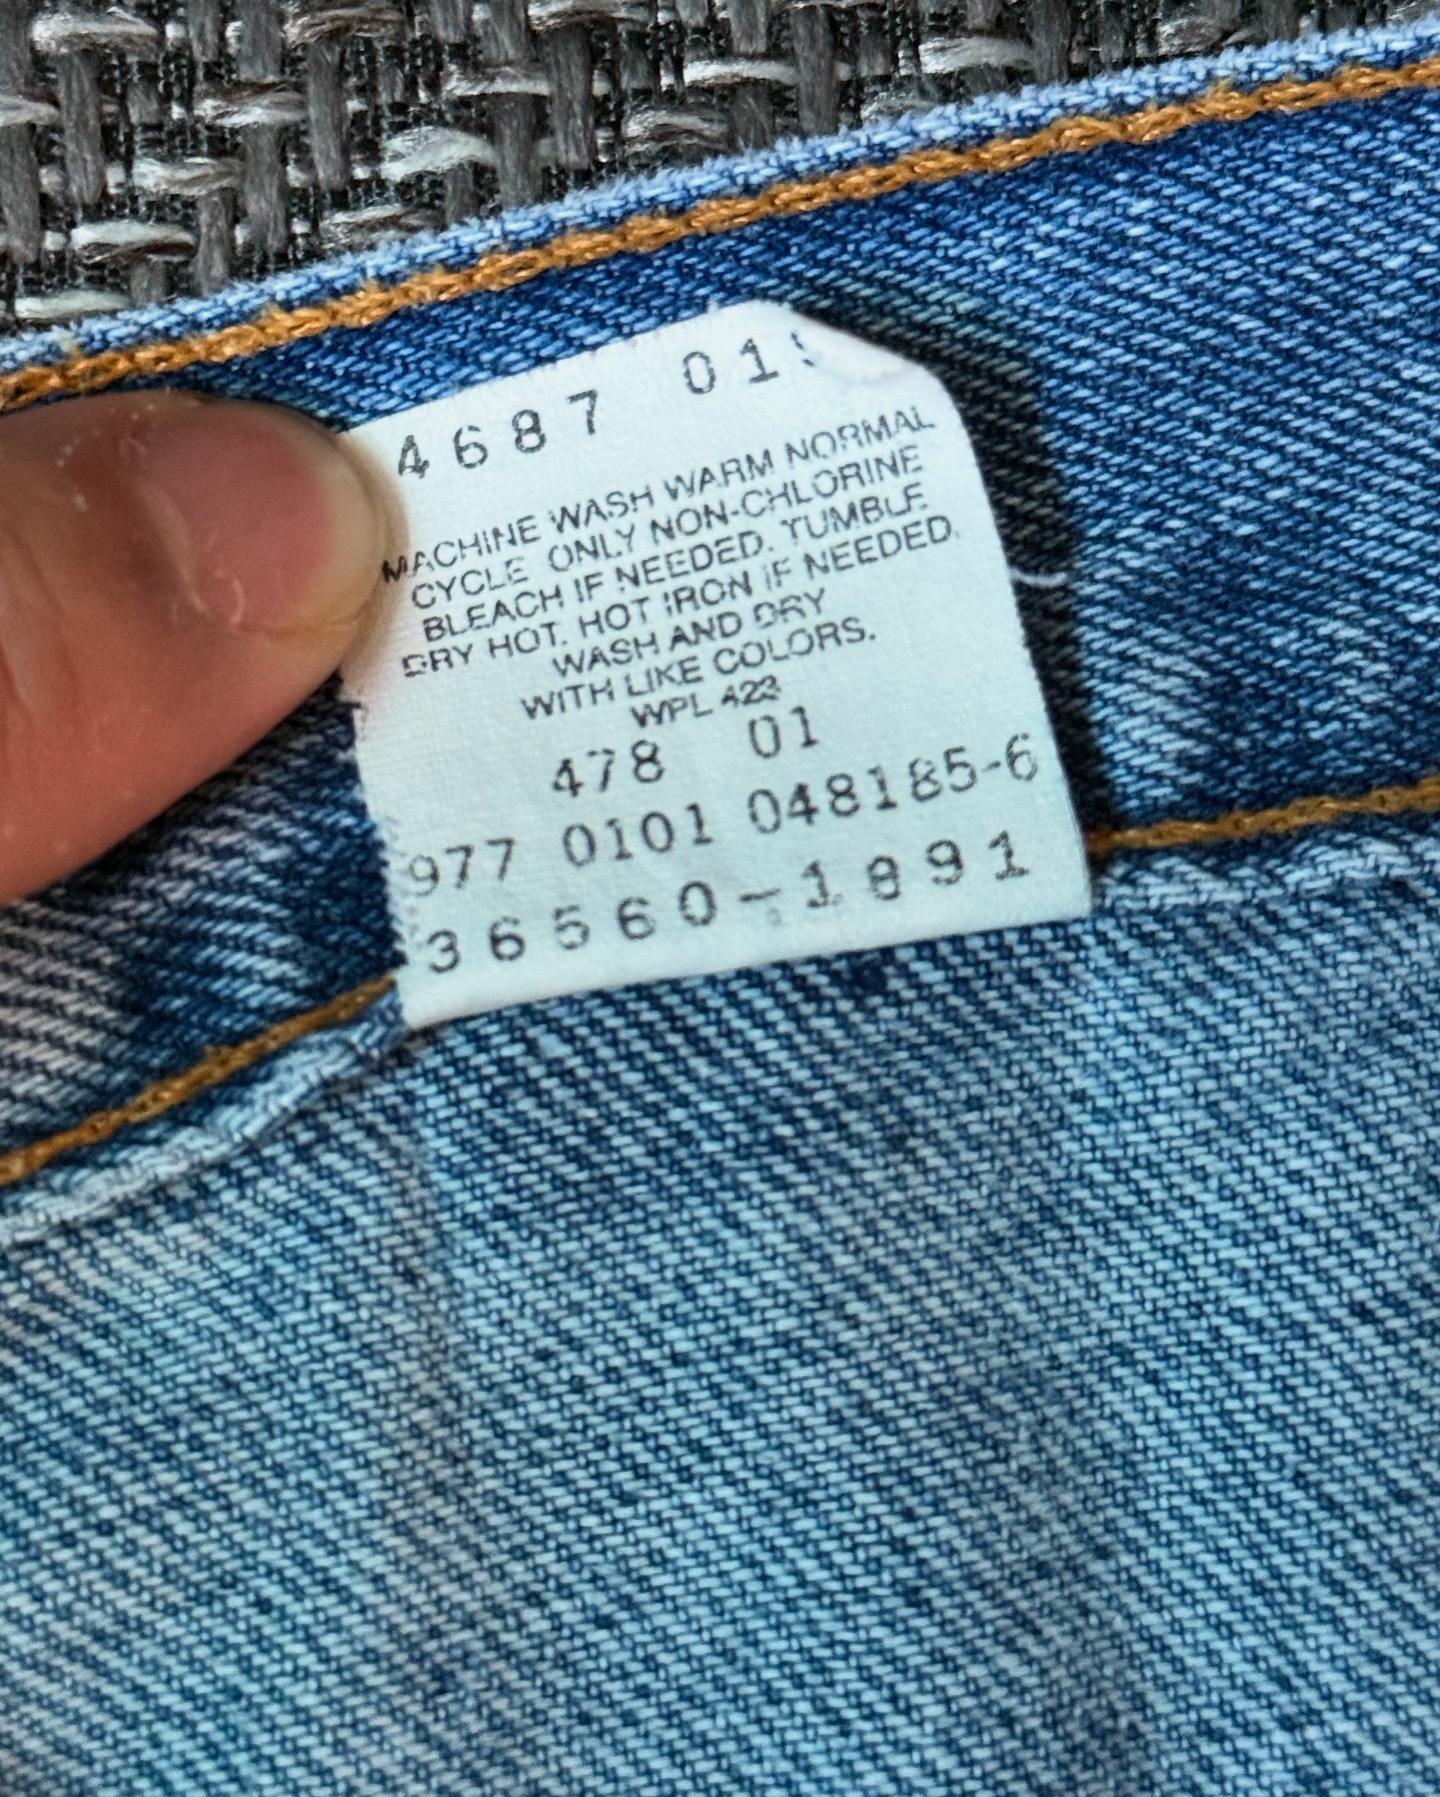 4687 01
MACHINE WASH WARM NORMAL
CYCLE ONLY NON-CHLORINE
BLEACH IF NEEDED. TUMBLE
DRY HOT. HOT IRON IF NEEDED.
WASH AND DRY
WITH LIKE COLORS.
WPL 423
478 01
977 0101 048185-6
36560-1891